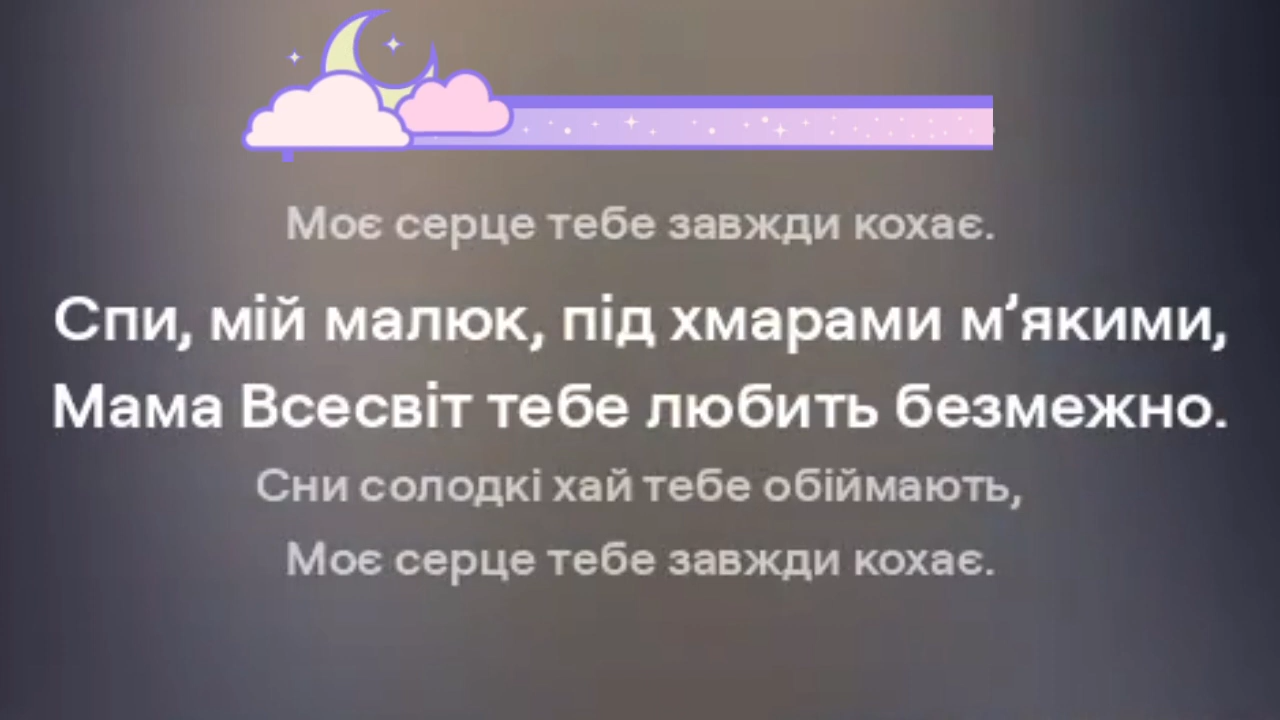 Моє серце тебе завжди кохає.
Спи, мій малюк, під хмарами м’якими,
Мама Всесвіт тебе любить безмежно.
Сни солодкі хай тебе обіймають,
Моє серце тебе завжди кохає.